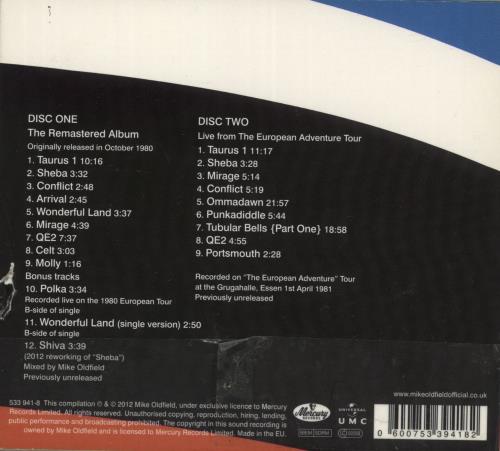 DISC ONE
The Remastered Album
Originally released in October 1980
1. Taurus 1 10:16
2. Sheba 3:32
3. Conflict 2:48
4. Arrival 2:45
5. Wonderful Land 3:37
6. Mirage 4:39
7. QE2 7:37
8. Celt 3:03
9. Molly 1:16
Bonus tracks
10. Polka 3:34
Recorded live on the 1980 European Tour
B-side of single
11. Wonderful Land (single version) 2:50
B-side of single
12. Shiva 3:39
(2012 reworking of "Sheba")
Mixed by Mike Oldfield
Previously unreleased
DISC TWO
Live from The European Adventure Tour
1. Taurus 1 11:17
2. Sheba 3:28
3. Mirage 5:14
4. Conflict 5:19
5. Ommadawn 21:57
6. Punkadiddle 5:44
7. Tubular Bells {Part One} 18:58
8. QE2 4:55
9. Portsmouth 2:28
Recorded on "The European Adventure" Tour
at the Grugahalle, Essen 1st April 1981
Previously unreleased
533 941-8 This compilation ℗ & © 2012 Mike Oldfield, under exclusive licence to Mercury
Records Limited. All rights reserved. Unauthorised copying, reproduction, hiring, lending,
public performance and broadcasting prohibited. The copyright in this sound recording is
owned by Mike Oldfield and is licensed to Mercury Records Limited. Made in the EU.
Mercury
RECORDS
UNIVERSAL
UMC
www.mikeoldfieldofficial.co.uk
0 600753 394182